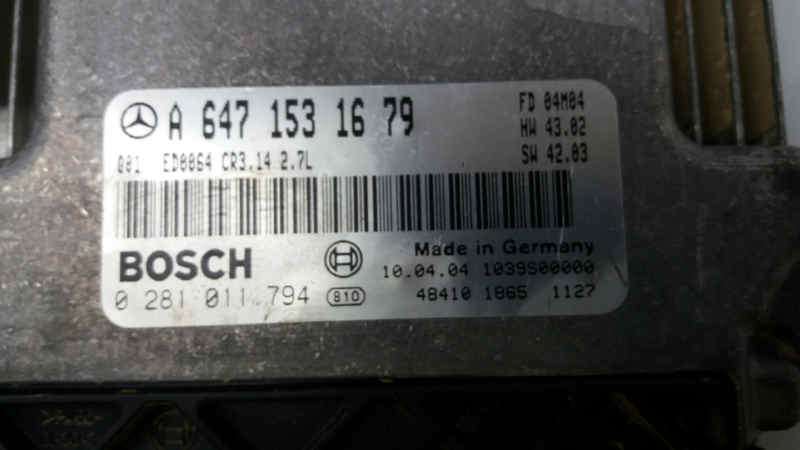 A 647 153 16 79
FD 04M04
HW 43.02
001 ED0064 CR3.14 2.7L
SW 42.03
BOSCH
Made in Germany
10.04.04 1039S00000
0 281 011 794
810
48410 1865 1127